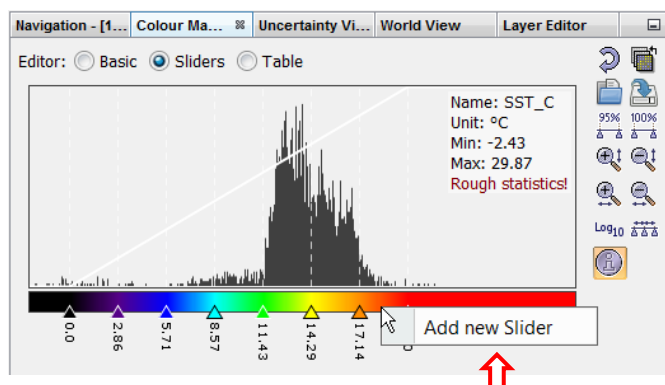 Navigation - [1... Colour Ma... Uncertainty Vi... World View Layer Editor
Editor: Basic Sliders Table
Name: SST_C
Unit: °C
Min: -2.43
Max: 29.87
Rough statistics!
95% 100%
Log10
0.0 2.86 5.71 8.57 11.43 14.29 17.14
Add new Slider